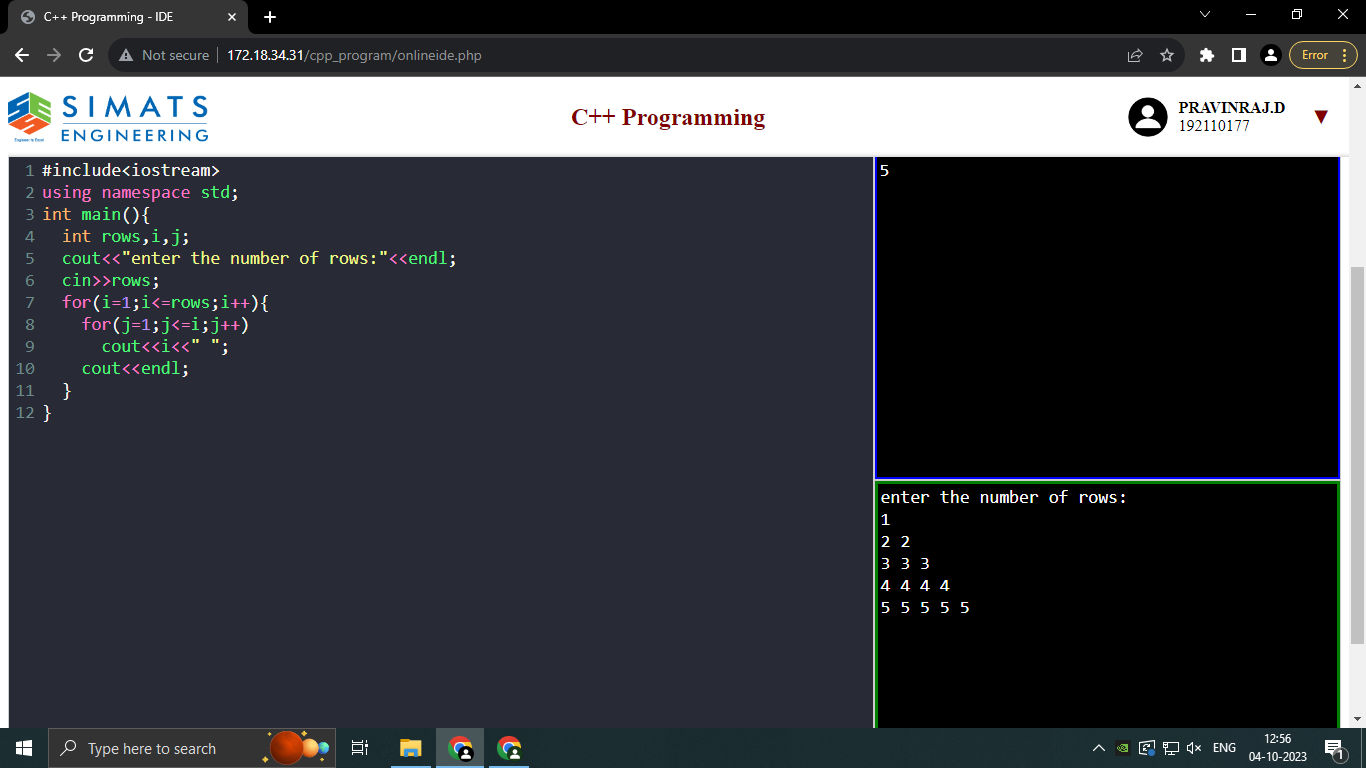 C++ Programming - IDE
Not secure
172.18.34.31/cpp_program/onlineide.php
Error
SIMATS
ENGINEERING
Engineer to Excel
C++ Programming
PRAVINRAJ.D
192110177
1 #include<iostream>
2 using namespace std;
3 int main(){
4   int rows,i,j;
5   cout<<"enter the number of rows:"<<endl;
6   cin>>rows;
7   for(i=1;i<=rows;i++){
8     for(j=1;j<=i;j++)
9       cout<<i<<" ";
10     cout<<endl;
11   }
12 }
5
enter the number of rows:
1
2 2
3 3 3
4 4 4 4
5 5 5 5 5
Type here to search
ENG
12:56
04-10-2023
1